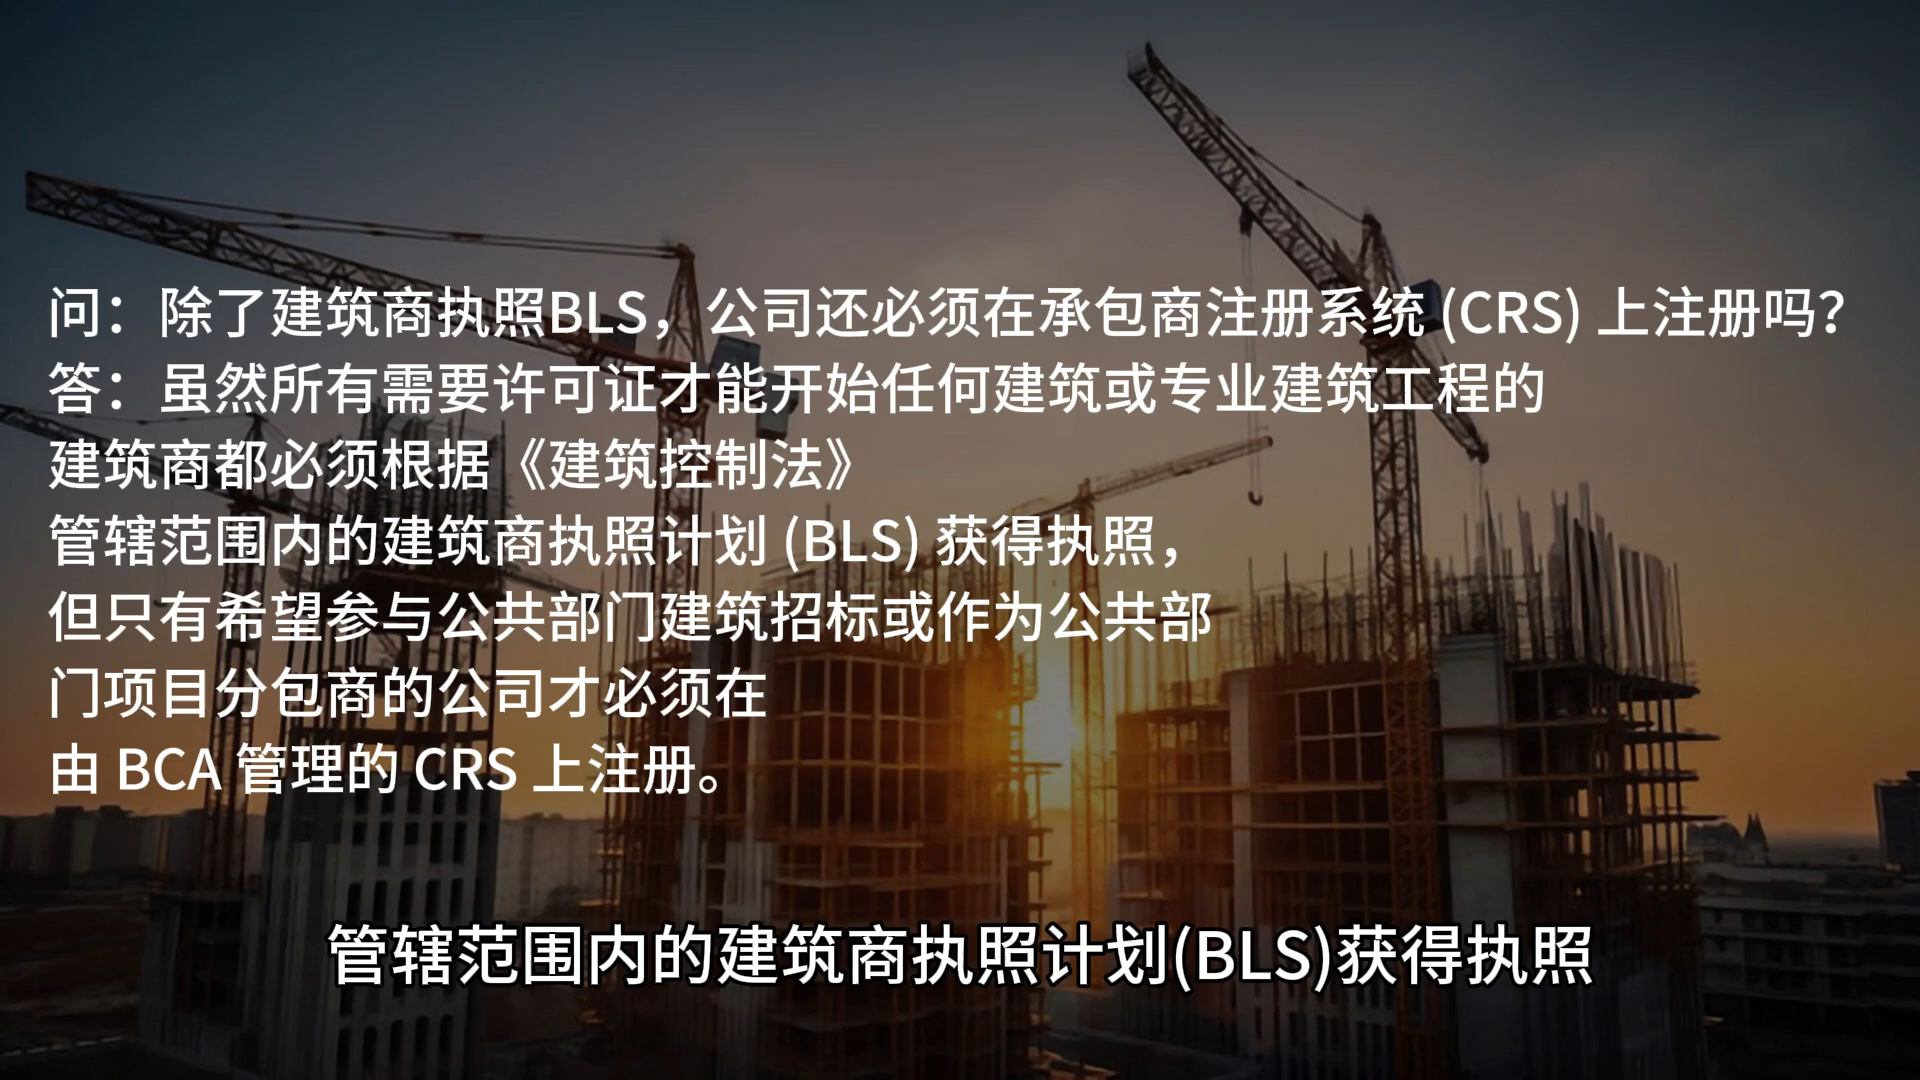 问：除了建筑商执照BLS，公司还必须在承包商注册系统 (CRS) 上注册吗？
答：虽然所有需要许可证才能开始任何建筑或专业建筑工程的
建筑商都必须根据《建筑控制法》
管辖范围内的建筑商执照计划 (BLS) 获得执照，
但只有希望参与公共部门建筑招标或作为公共部
门项目分包商的公司才必须在
由 BCA 管理的 CRS 上注册。
管辖范围内的建筑商执照计划(BLS)获得执照